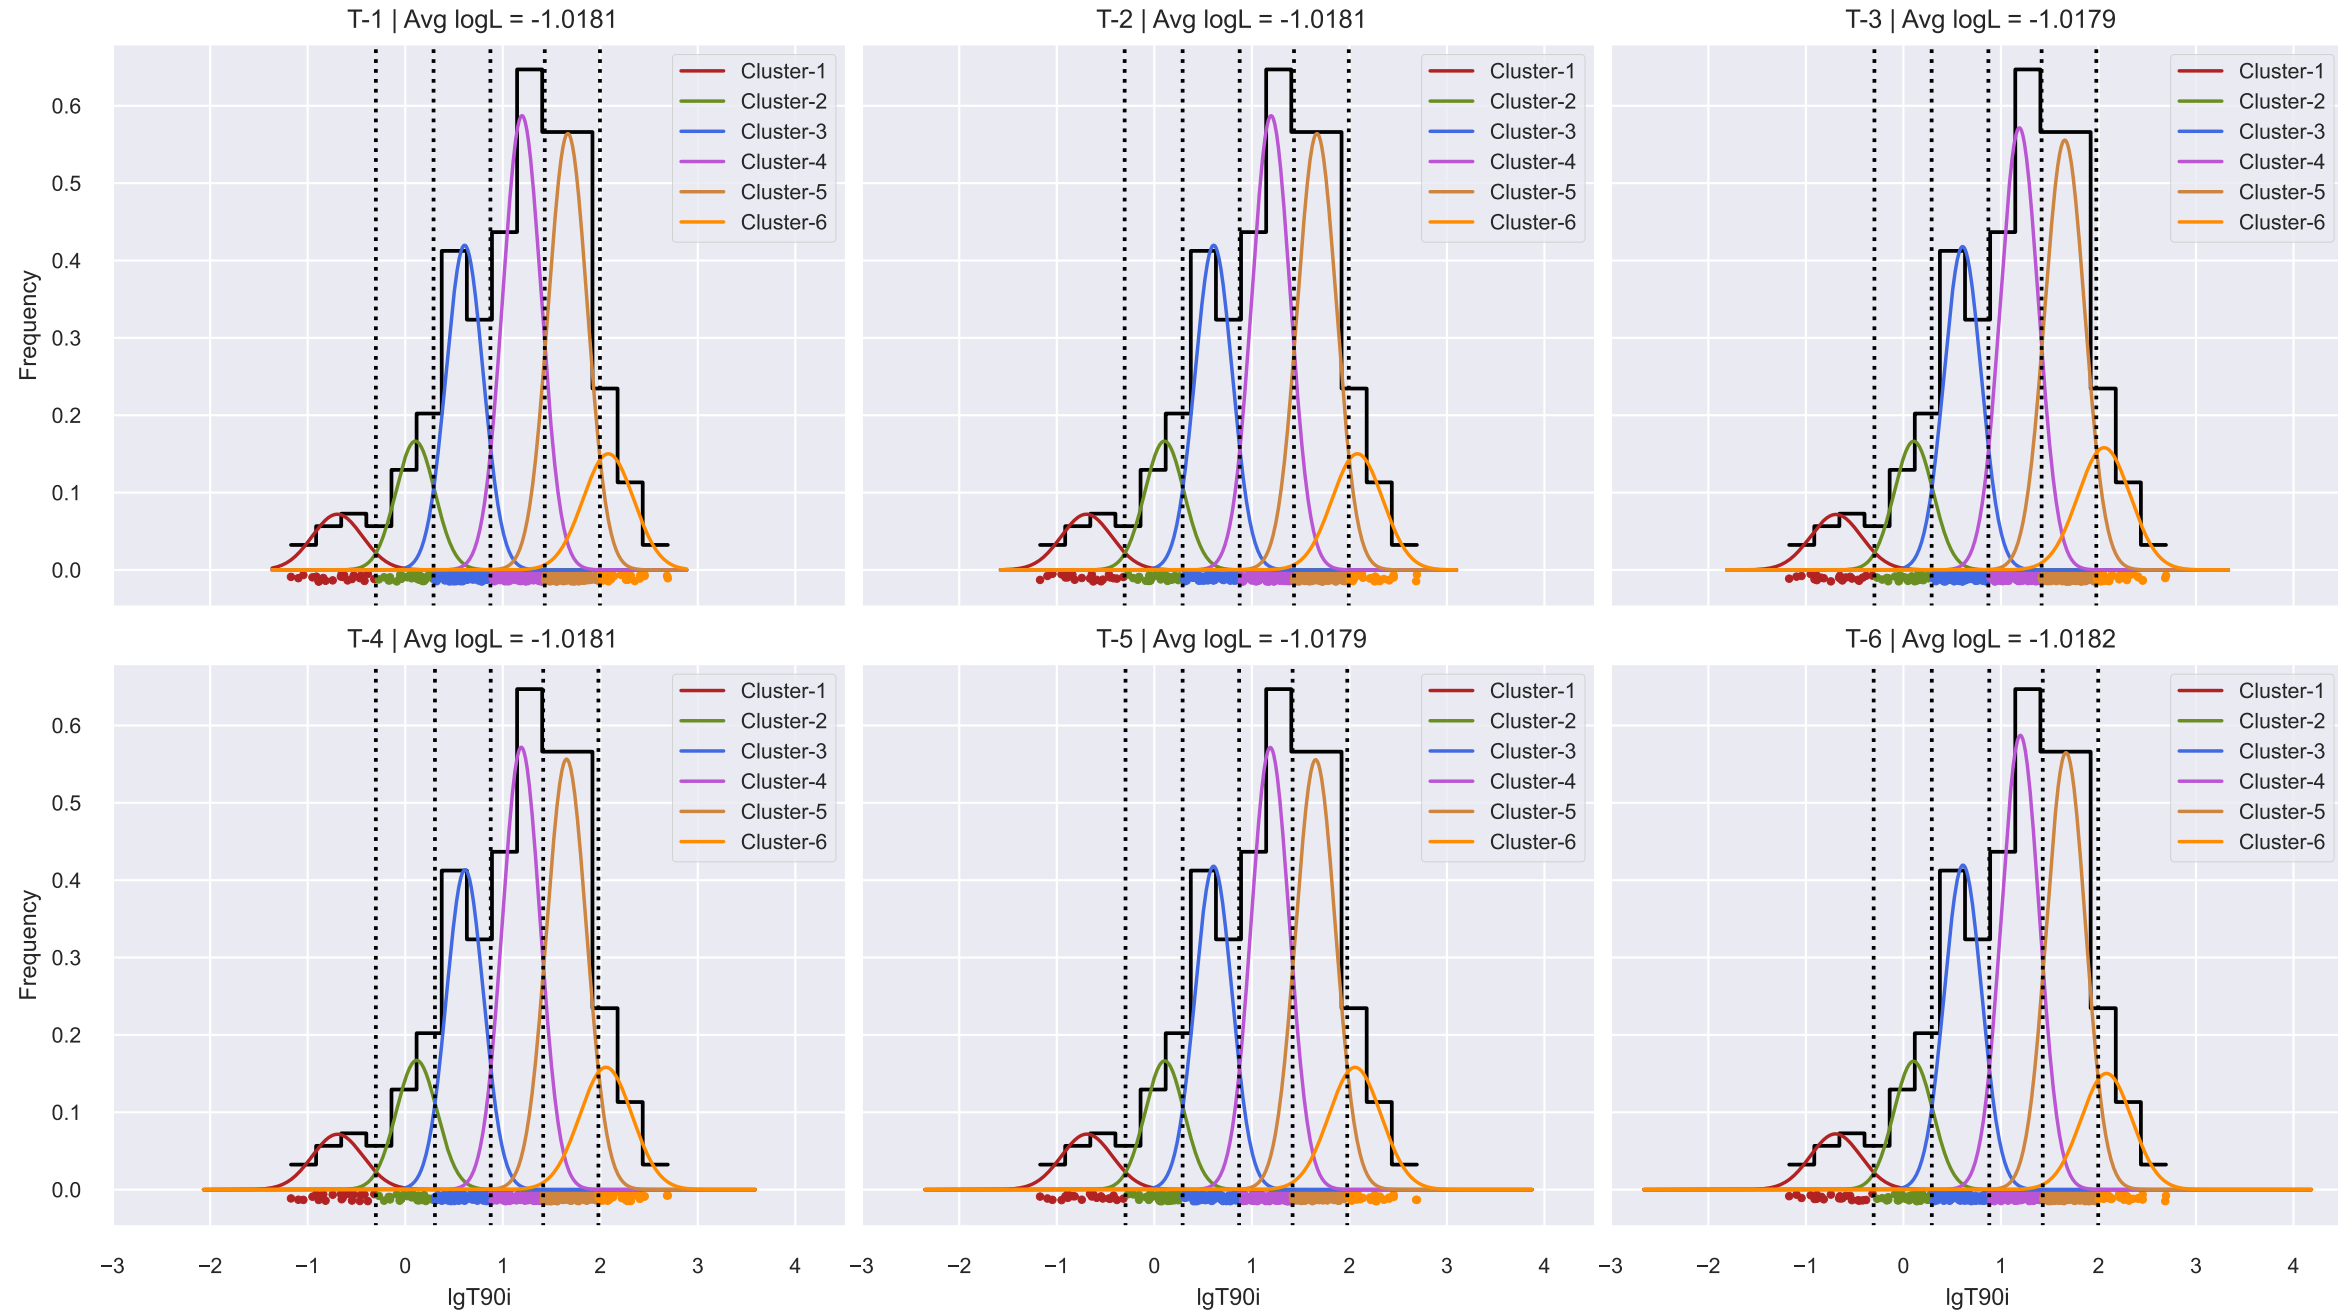 T-1 | Avg logL = -1.0181
T-2 | Avg logL = -1.0181
T-3 | Avg logL = -1.0179
Frequency
0.6
0.5
0.4
0.3
0.2
0.1
0.0
Cluster-1
Cluster-2
Cluster-3
Cluster-4
Cluster-5
Cluster-6
Cluster-1
Cluster-2
Cluster-3
Cluster-4
Cluster-5
Cluster-6
Cluster-1
Cluster-2
Cluster-3
Cluster-4
Cluster-5
Cluster-6
T-4 | Avg logL = -1.0181
T-5 | Avg logL = -1.0179
T-6 | Avg logL = -1.0182
Frequency
0.6
0.5
0.4
0.3
0.2
0.1
0.0
Cluster-1
Cluster-2
Cluster-3
Cluster-4
Cluster-5
Cluster-6
Cluster-1
Cluster-2
Cluster-3
Cluster-4
Cluster-5
Cluster-6
Cluster-1
Cluster-2
Cluster-3
Cluster-4
Cluster-5
Cluster-6
−3 −2 −1 0 1 2 3 4
−3 −2 −1 0 1 2 3 4
−3 −2 −1 0 1 2 3 4
lgT90i
lgT90i
lgT90i